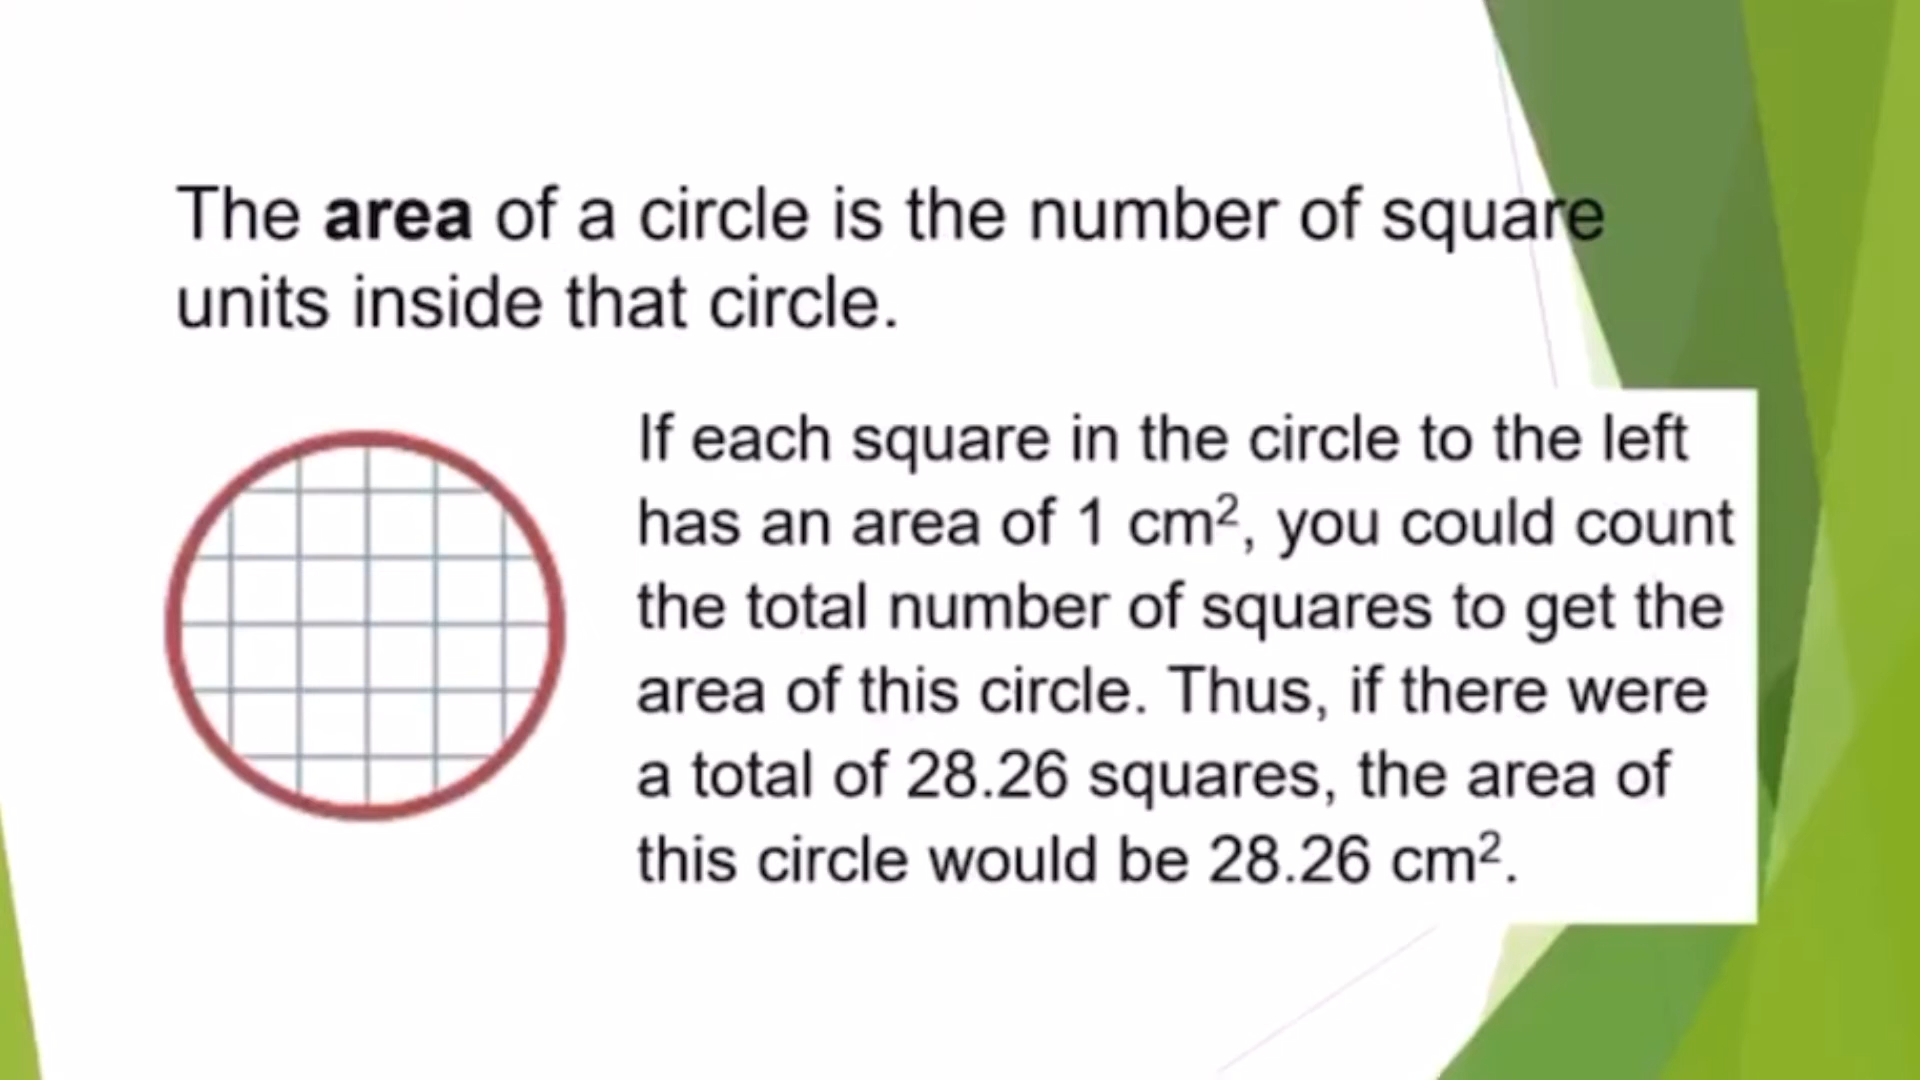 The area of a circle is the number of square
units inside that circle.
If each square in the circle to the left
has an area of 1 cm², you could count
the total number of squares to get the
area of this circle. Thus, if there were
a total of 28.26 squares, the area of
this circle would be 28.26 cm².